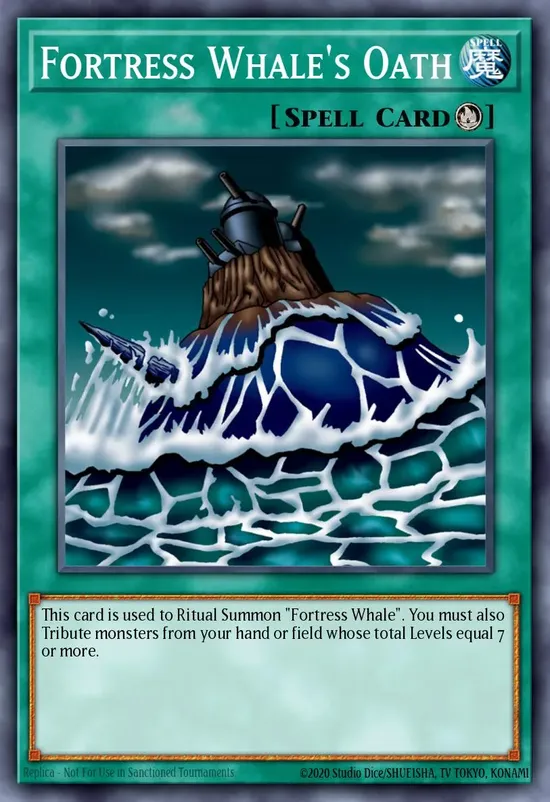 FORTRESS WHALE'S OATH
SPELL
魔
[SPELL CARD]
This card is used to Ritual Summon "Fortress Whale". You must also
Tribute monsters from your hand or field whose total Levels equal 7
or more.
Replica - Not For Use in Sanctioned Tournaments
©2020 Studio Dice/SHUEISHA, TV TOKYO, KONAMI